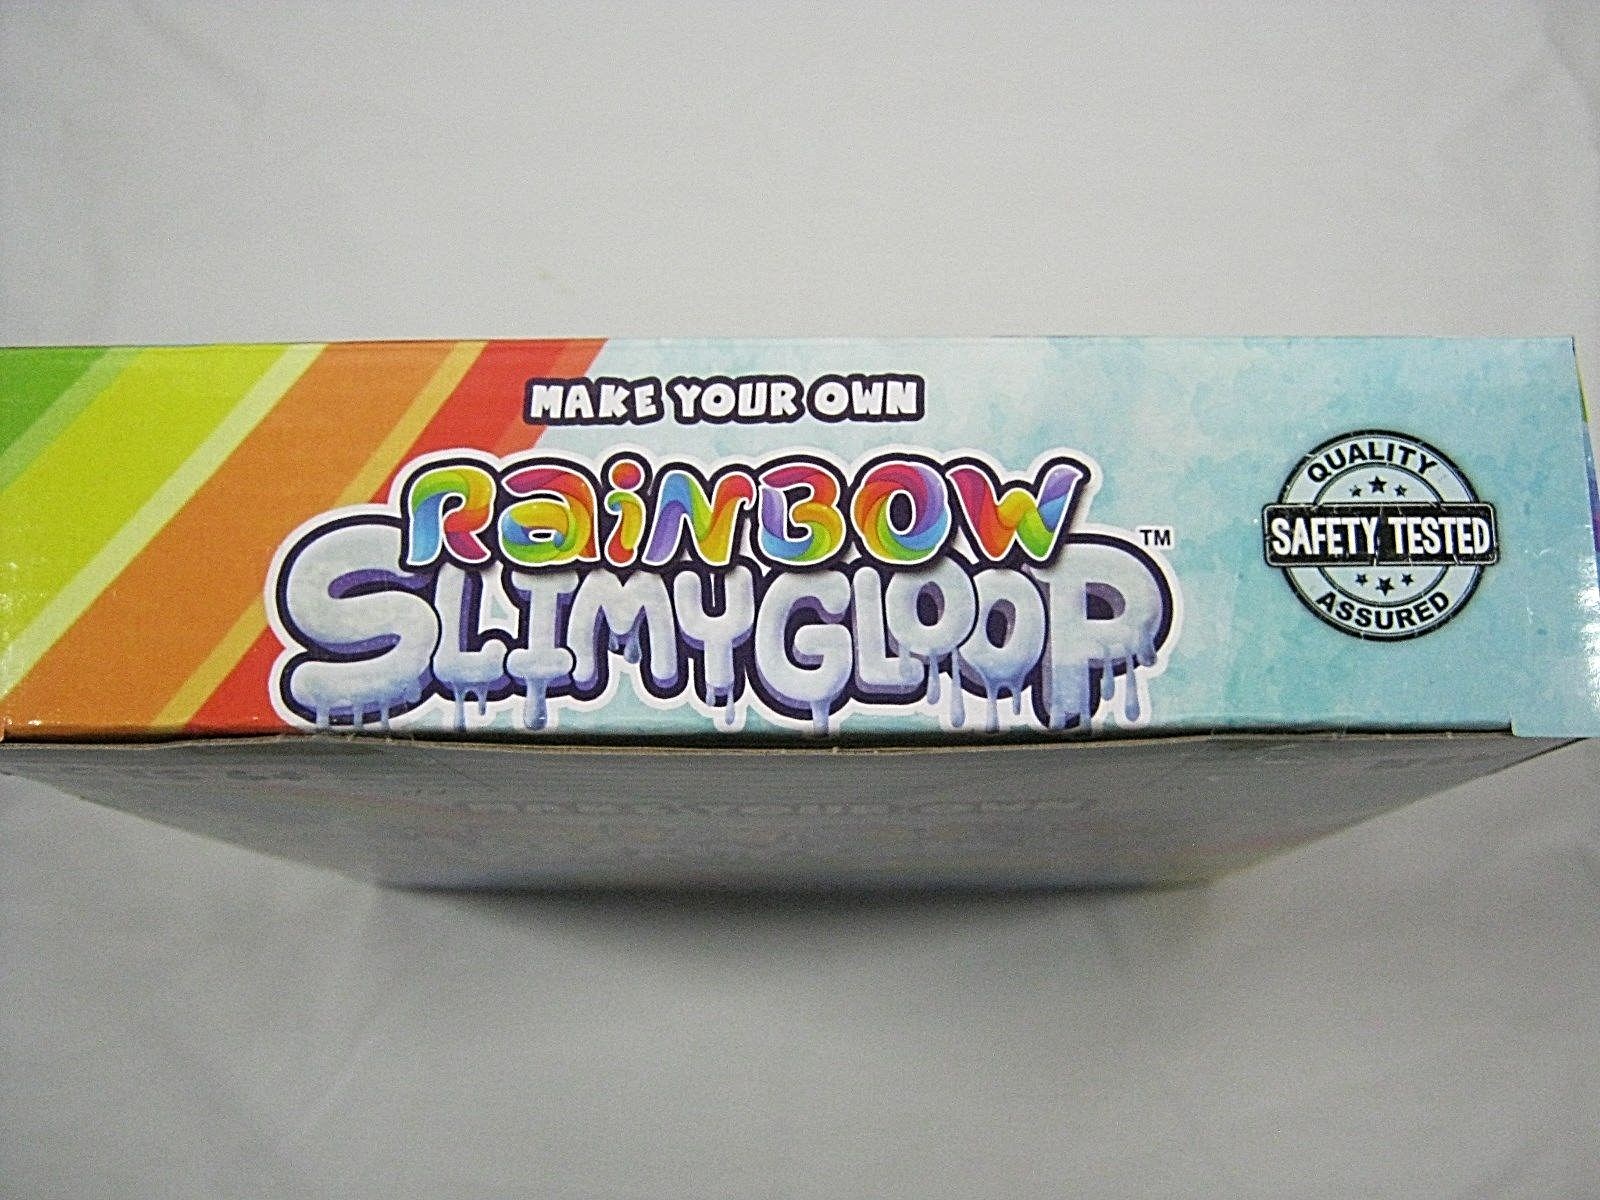 MAKE YOUR OWN
RAINBOW
SLIMYGLOOP™
QUALITY
SAFETY TESTED
ASSURED